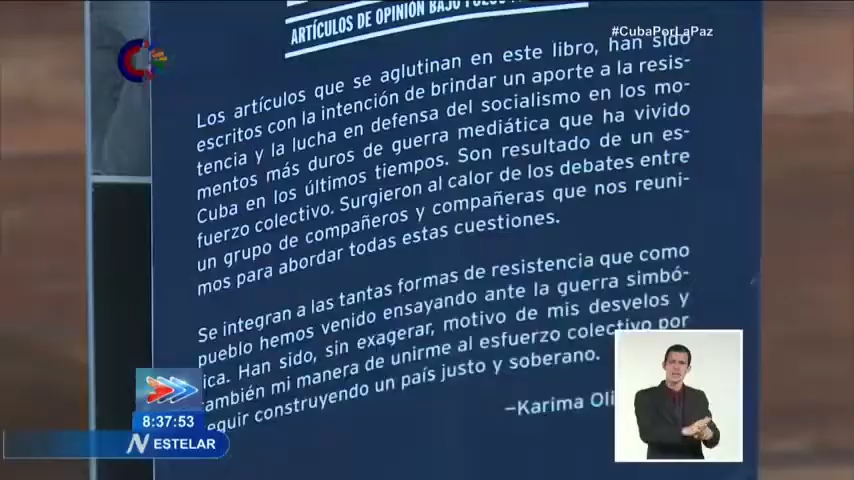 #CubaPorLaPaz
ARTÍCULOS DE OPINIÓN BAJO
Los artículos que se aglutinan en este libro, han sido
escritos con la intención de brindar un aporte a la resis-
tencia y la lucha en defensa del socialismo en los mo-
mentos más duros de guerra mediática que ha vivido
Cuba en los últimos tiempos. Son resultado de un es-
fuerzo colectivo. Surgieron al calor de los debates entre
un grupo de compañeros y compañeras que nos reuni-
mos para abordar todas estas cuestiones.
Se integran a las tantas formas de resistencia que como
pueblo hemos venido ensayando ante la guerra simbó-
ica. Han sido, sin exagerar, motivo de mis desvelos y
ambién mi manera de unirme al esfuerzo colectivo por
eguir construyendo un país justo y soberano.
–Karima Oli
8:37:53
N ESTELAR